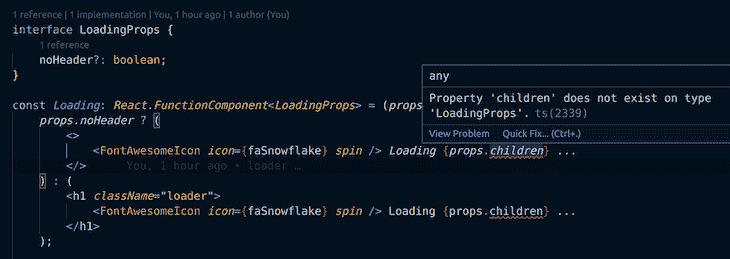 1 reference | 1 implementation | You, 1 hour ago | 1 author (You)
interface LoadingProps {
1 reference
noHeader?: boolean;
}
any
Property 'children' does not exist on type
'LoadingProps'. ts(2339)
View Problem Quick Fix... (Ctrl+.)
const Loading: React.FunctionComponent<LoadingProps> = (props
props.noHeader ? (
<>
<FontAwesomeIcon icon={faSnowflake} spin /> Loading {props.children} ...
</> You, 1 hour ago • loader …
) : (
<h1 className="loader">
<FontAwesomeIcon icon={faSnowflake} spin /> Loading {props.children} ...
</h1>
);